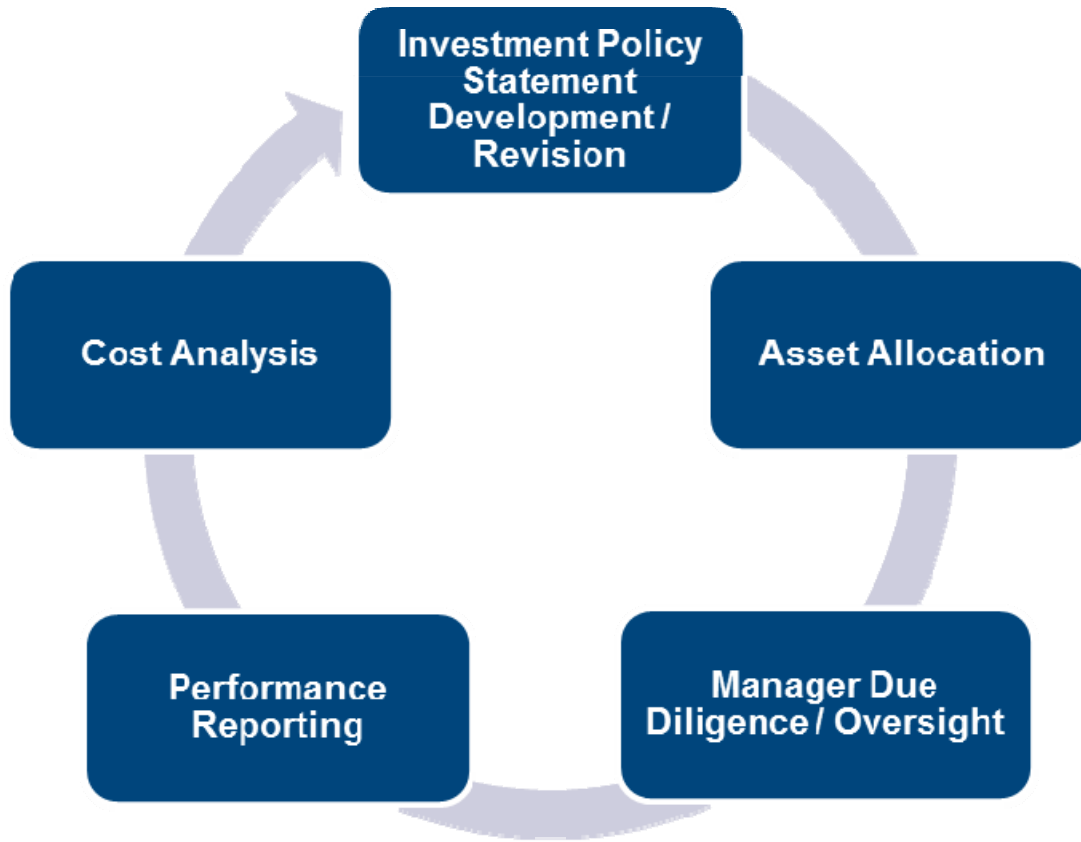 Investment Policy
Statement
Development /
Revision
Asset Allocation
Manager Due
Diligence / Oversight
Performance
Reporting
Cost Analysis